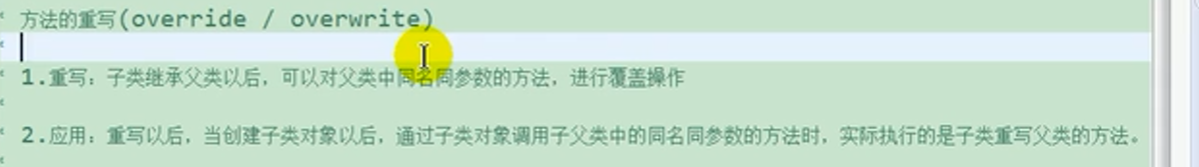 方法的重写(override / overwrite)
1.重写：子类继承父类以后，可以对父类中同名同参数的方法，进行覆盖操作
2.应用：重写以后，当创建子类对象以后，通过子类对象调用子父类中的同名同参数的方法时，实际执行的是子类重写父类的方法。